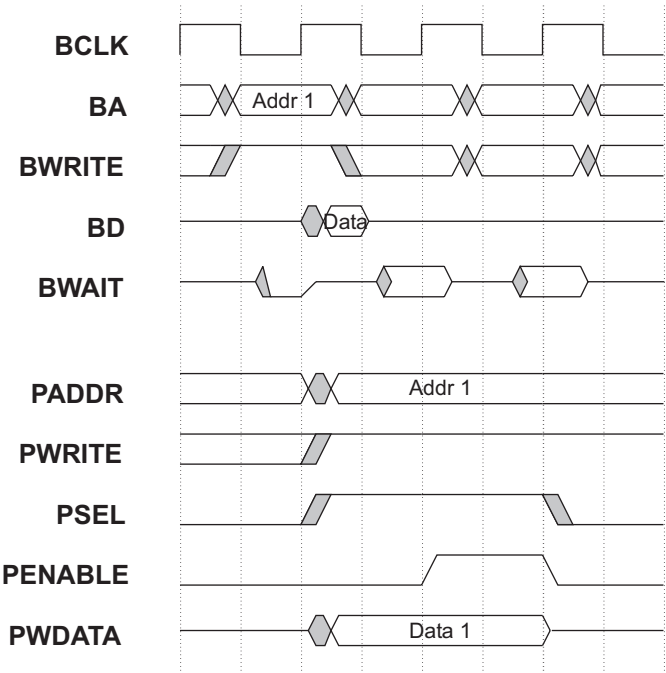 BCLK
BA Addr 1
BWRITE
BD Data
BWAIT
PADDR Addr 1
PWRITE
PSEL
PENABLE
PWDATA Data 1